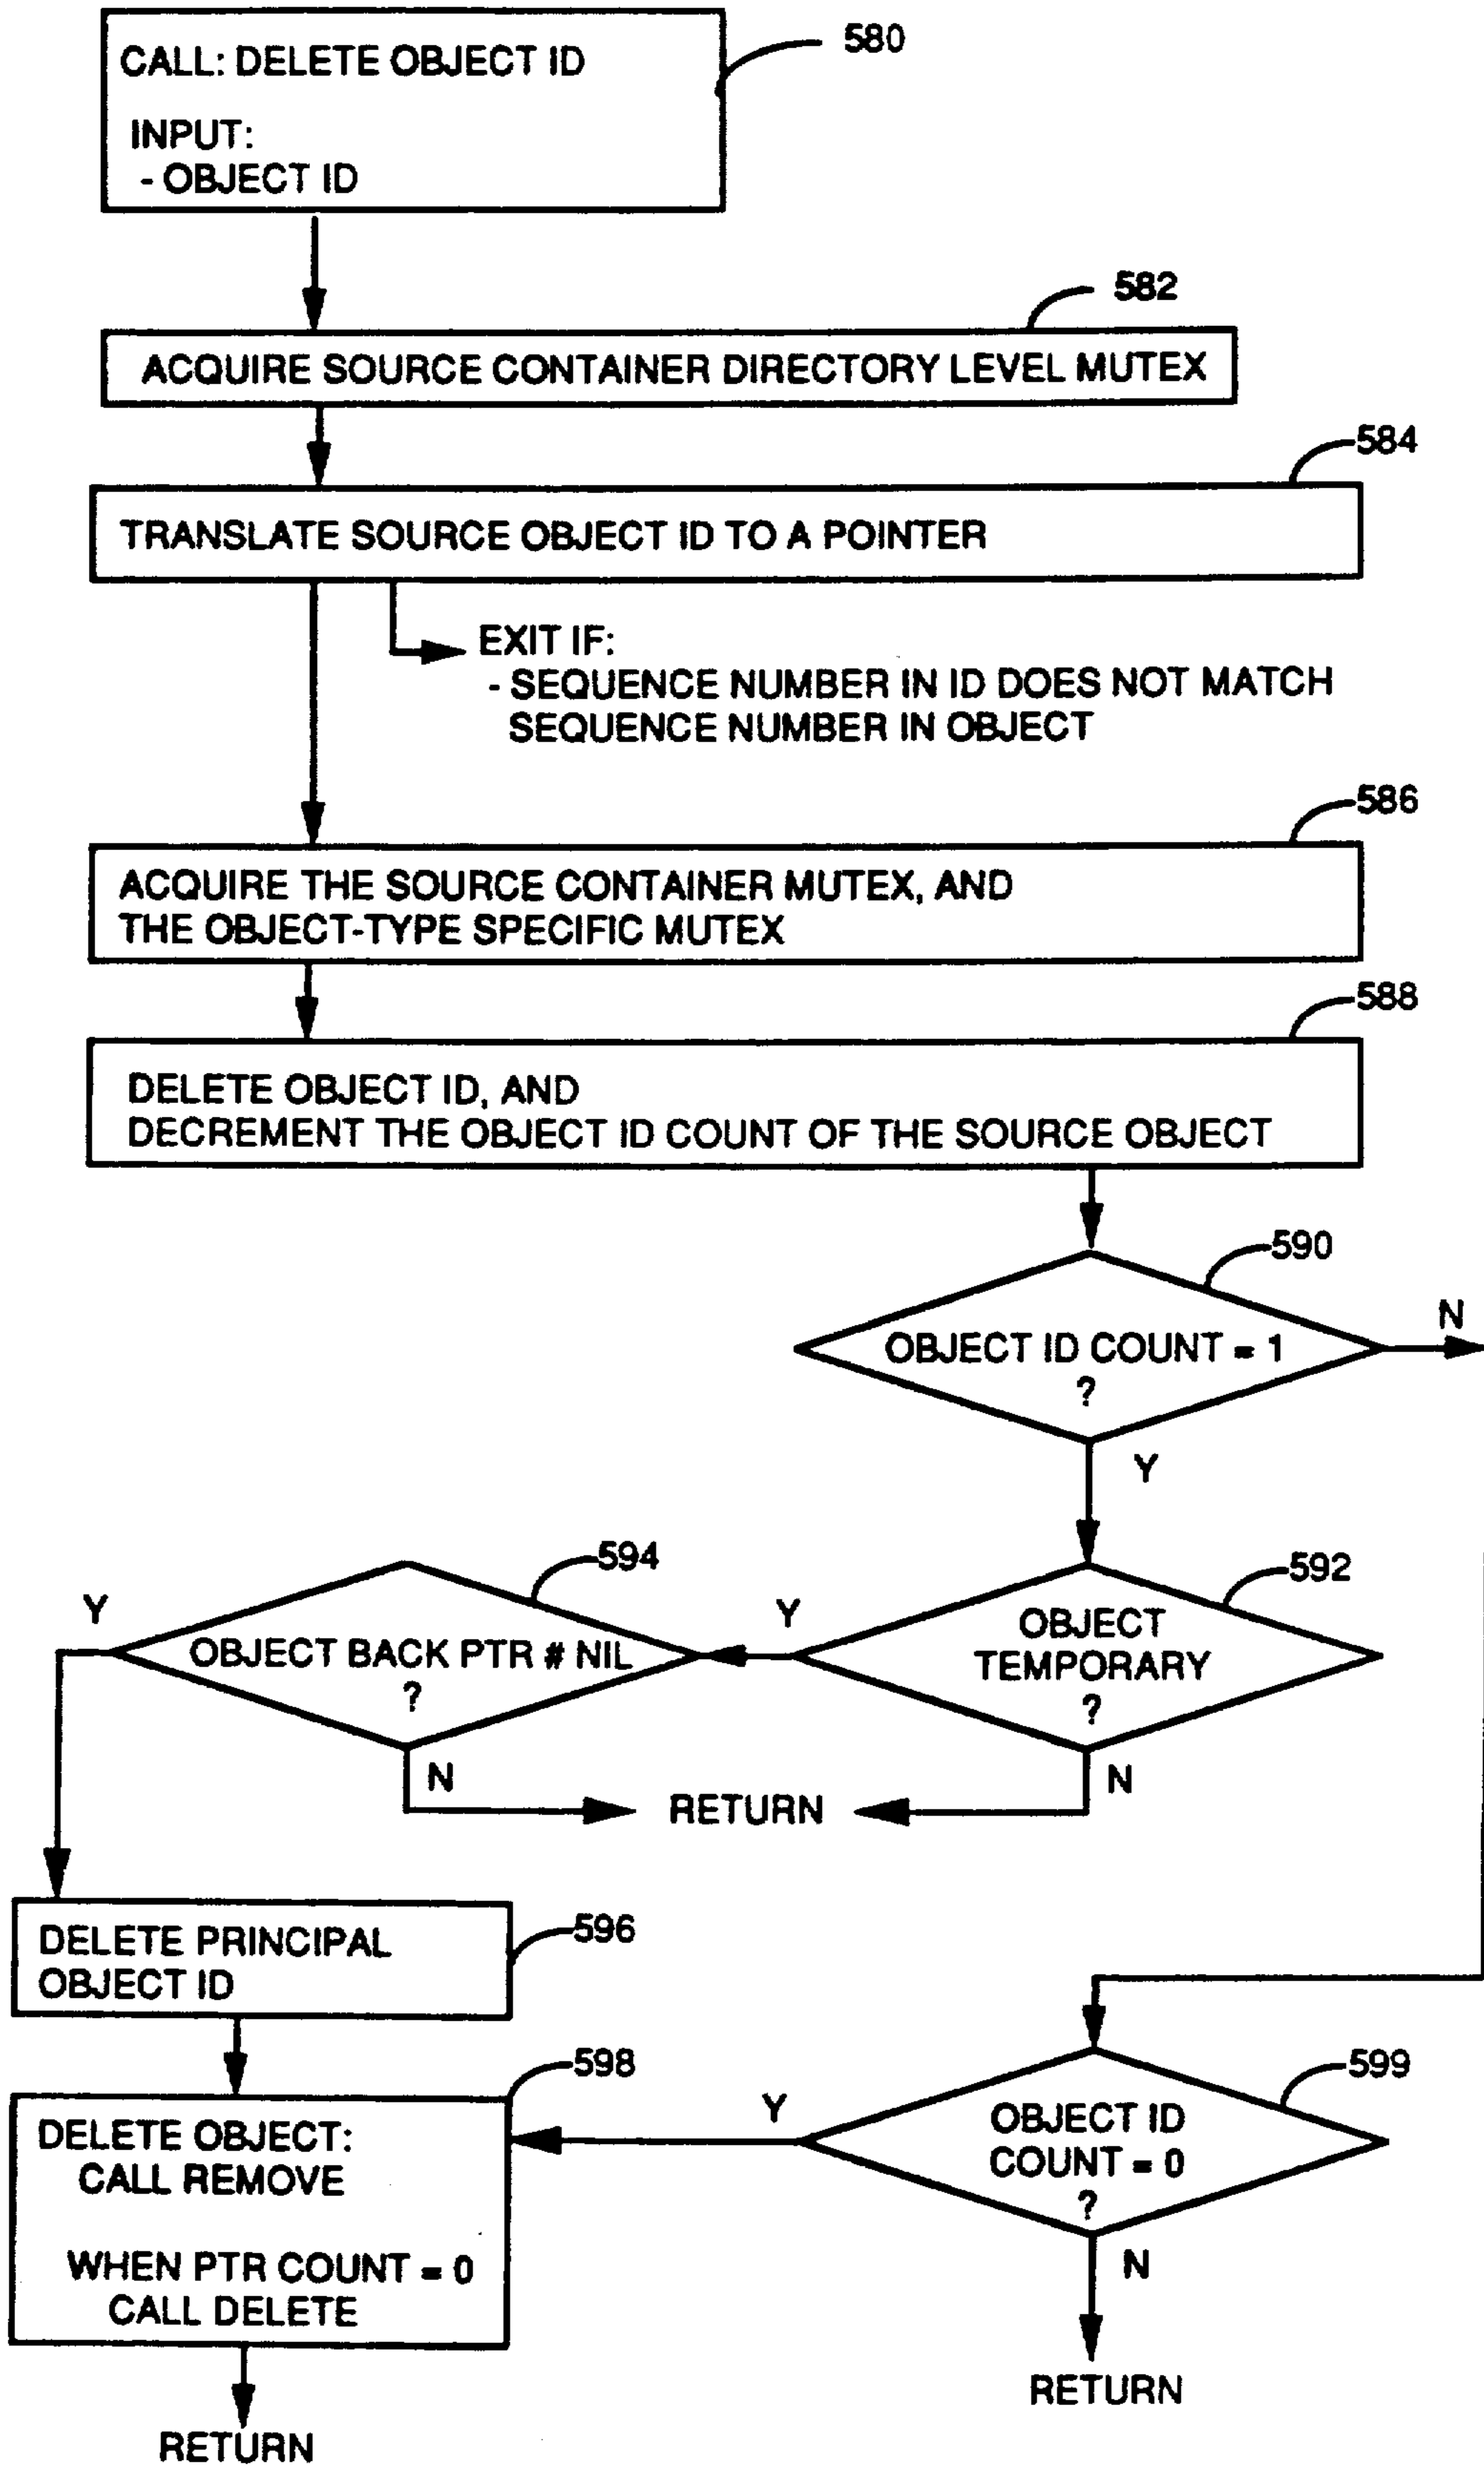 CALL: DELETE OBJECT ID
580
INPUT:
- OBJECT ID
582
ACQUIRE SOURCE CONTAINER DIRECTORY LEVEL MUTEX
584
TRANSLATE SOURCE OBJECT ID TO A POINTER
EXIT IF:
- SEQUENCE NUMBER IN ID DOES NOT MATCH
SEQUENCE NUMBER IN OBJECT
586
ACQUIRE THE SOURCE CONTAINER MUTEX, AND
THE OBJECT-TYPE SPECIFIC MUTEX
588
DELETE OBJECT ID, AND
DECREMENT THE OBJECT ID COUNT OF THE SOURCE OBJECT
590
N
OBJECT ID COUNT = 1
?
Y
592
OBJECT
TEMPORARY
?
Y
N
594
Y
OBJECT BACK PTR # NIL
?
N
RETURN
596
DELETE PRINCIPAL
OBJECT ID
598
DELETE OBJECT:
CALL REMOVE
WHEN PTR COUNT = 0
CALL DELETE
RETURN
599
Y
OBJECT ID
COUNT = 0
?
N
RETURN